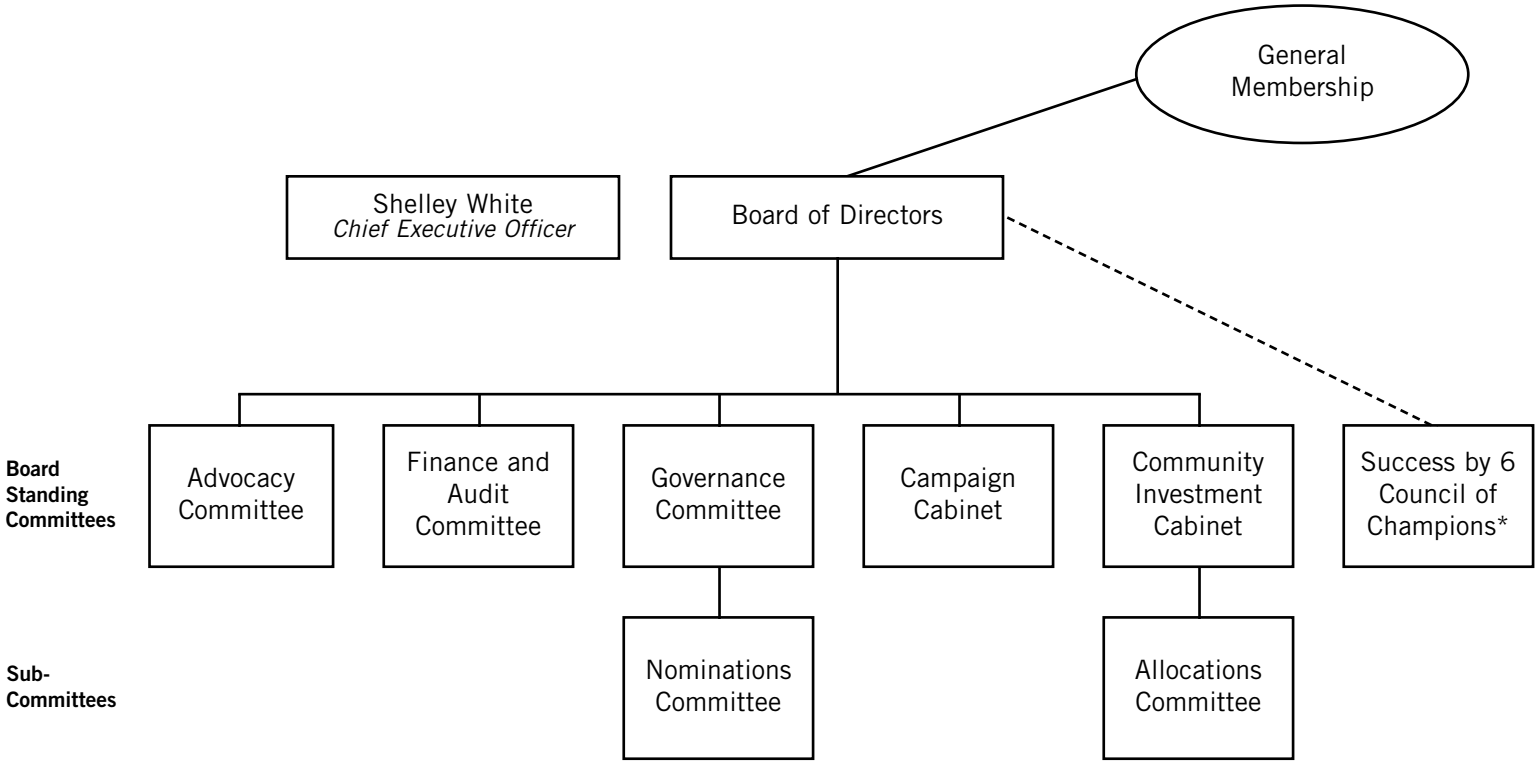 General
Membership
Shelley White
Chief Executive Officer
Board of Directors
Board
Standing
Committees
Advocacy
Committee
Finance and
Audit
Committee
Governance
Committee
Campaign
Cabinet
Community
Investment
Cabinet
Success by 6
Council of
Champions*
Sub-
Committees
Nominations
Committee
Allocations
Committee